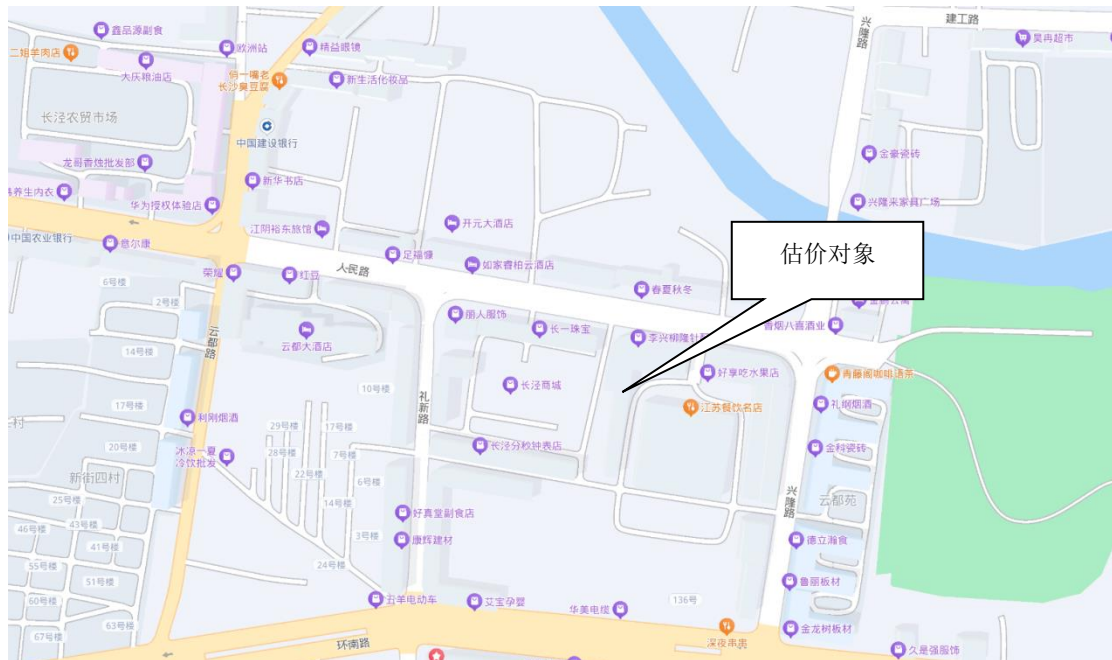 鑫品源副食
欧洲站
精益眼镜
兴隆路
建工路
昊冉超市
二姐羊肉店
大庆粮油店
俏一嘴老
长沙臭豆腐
新生活化妆品
长泾农贸市场
中国建设银行
龙哥香烛批发部
金豪瓷砖
养生内衣
新华书店
华为授权体验店
兴隆来家具广场
江阴裕东旅馆
开元大酒店
中国农业银行
意尔康
足福慷
估价对象
荣耀
红豆
人民路
如家睿柏云酒店
6号楼
春夏秋冬
2号楼
丽人服饰
长一珠宝
香烟八喜酒业
云都路
云都大酒店
李兴柳隆针
14号楼
好享吃水果店
青藤阁咖啡语茶
10号楼
长泾商城
17号楼
礼新路
江苏餐饮名店
礼纲烟酒
利刚烟酒
29号楼
17号楼
20号楼
冰凉一夏
冷饮批发
28号楼
7号楼
长泾分秒钟表店
金科瓷砖
新街四村
22号楼
6号楼
25号楼
14号楼
兴隆路
云都苑
46号楼
43号楼
好真堂副食店
41号楼
3号楼
康辉建材
德立瀚食
55号楼
24号楼
51号楼
鲁丽板材
60号楼
五羊电动车
艾宝孕婴
华美电缆
136号
63号楼
67号楼
环南路
深夜串房
金龙树板材
久是强服饰